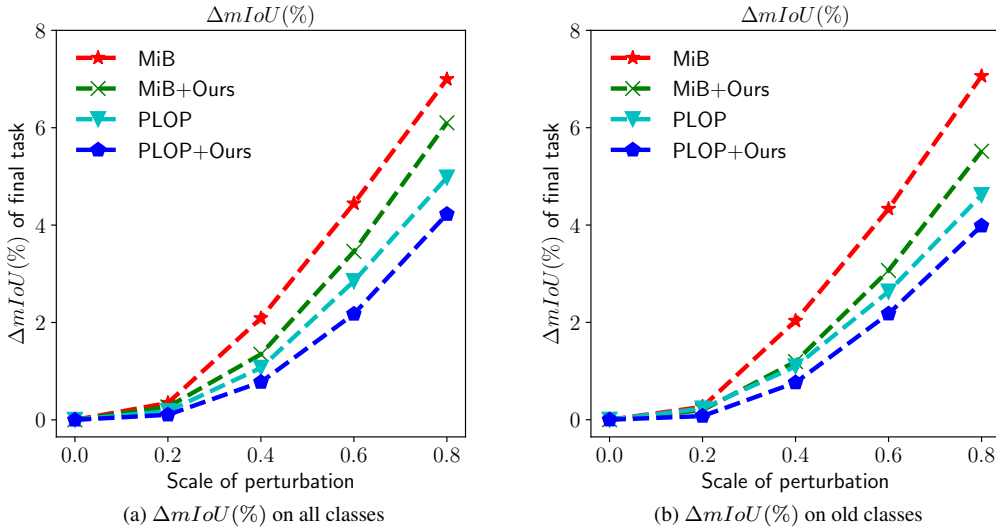 ΔmIoU(%)
8
6
4
2
0
ΔmIoU(%) of final task
MiB
MiB+Ours
PLOP
PLOP+Ours
0.0 0.2 0.4 0.6 0.8
Scale of perturbation
(a) ΔmIoU(%) on all classes
ΔmIoU(%)
8
6
4
2
0
ΔmIoU(%) of final task
MiB
MiB+Ours
PLOP
PLOP+Ours
0.0 0.2 0.4 0.6 0.8
Scale of perturbation
(b) ΔmIoU(%) on old classes